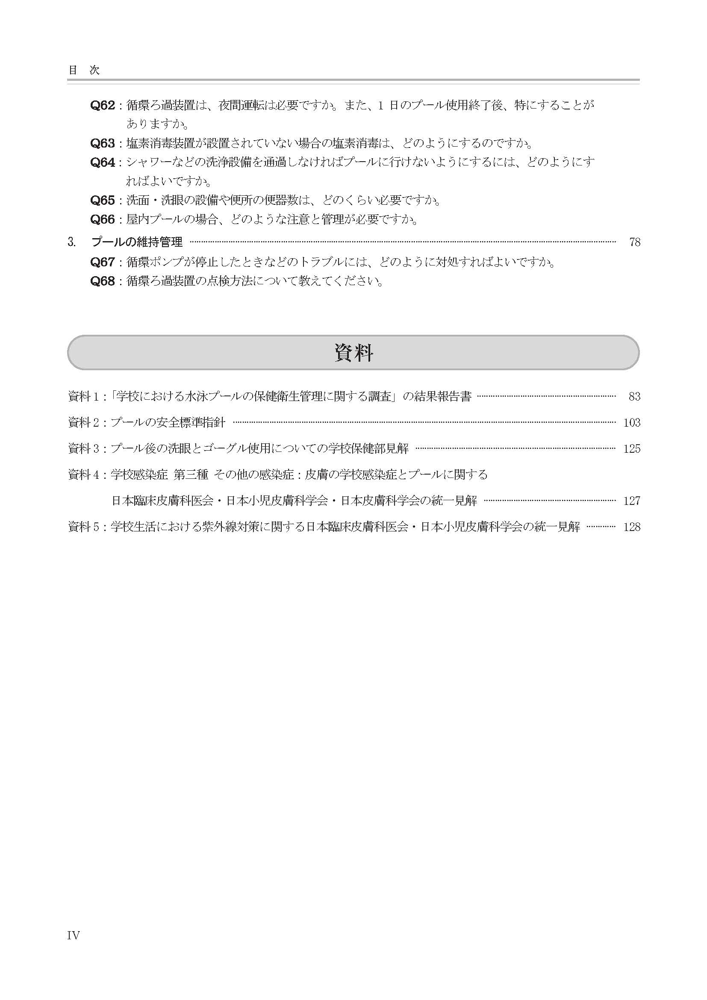 目　次
Q62：循環ろ過装置は、夜間運転は必要ですか。また、1 日のプール使用終了後、特にすることが
ありますか。
Q63：塩素消毒装置が設置されていない場合の塩素消毒は、どのようにするのですか。
Q64：シャワーなどの洗浄設備を通過しなければプールに行けないようにするには、どのようにす
ればよいですか。
Q65：洗面・洗眼の設備や便所の便器数は、どのくらい必要ですか。
Q66：屋内プールの場合、どのような注意と管理が必要ですか。
3.　プールの維持管理 …………………………………………………………… 78
Q67：循環ポンプが停止したときなどのトラブルには、どのように対処すればよいですか。
Q68：循環ろ過装置の点検方法について教えてください。
資料
資料 1：「学校における水泳プールの保健衛生管理に関する調査」の結果報告書 …………………… 83
資料 2：プールの安全標準指針 …………………………………………………………… 103
資料 3：プール後の洗眼とゴーグル使用についての学校保健部見解 ……………………………… 125
資料 4：学校感染症 第三種 その他の感染症：皮膚の学校感染症とプールに関する
日本臨床皮膚科医会・日本小児皮膚科学会・日本皮膚科学会の統一見解 …………………… 127
資料 5：学校生活における紫外線対策に関する日本臨床皮膚科医会・日本小児皮膚科学会の統一見解 ………… 128
IV